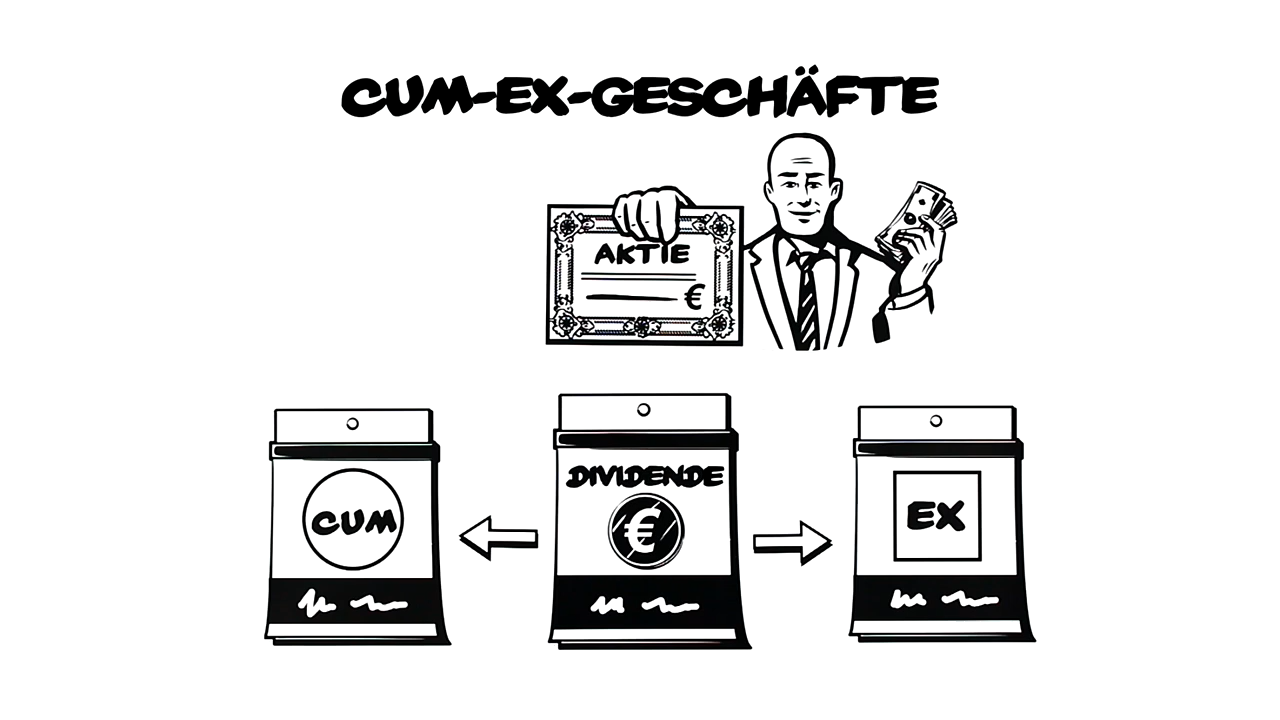 CUM-EX-GESCHÄFTE
AKTIE
€
DIVIDENDE
CUM
€
EX